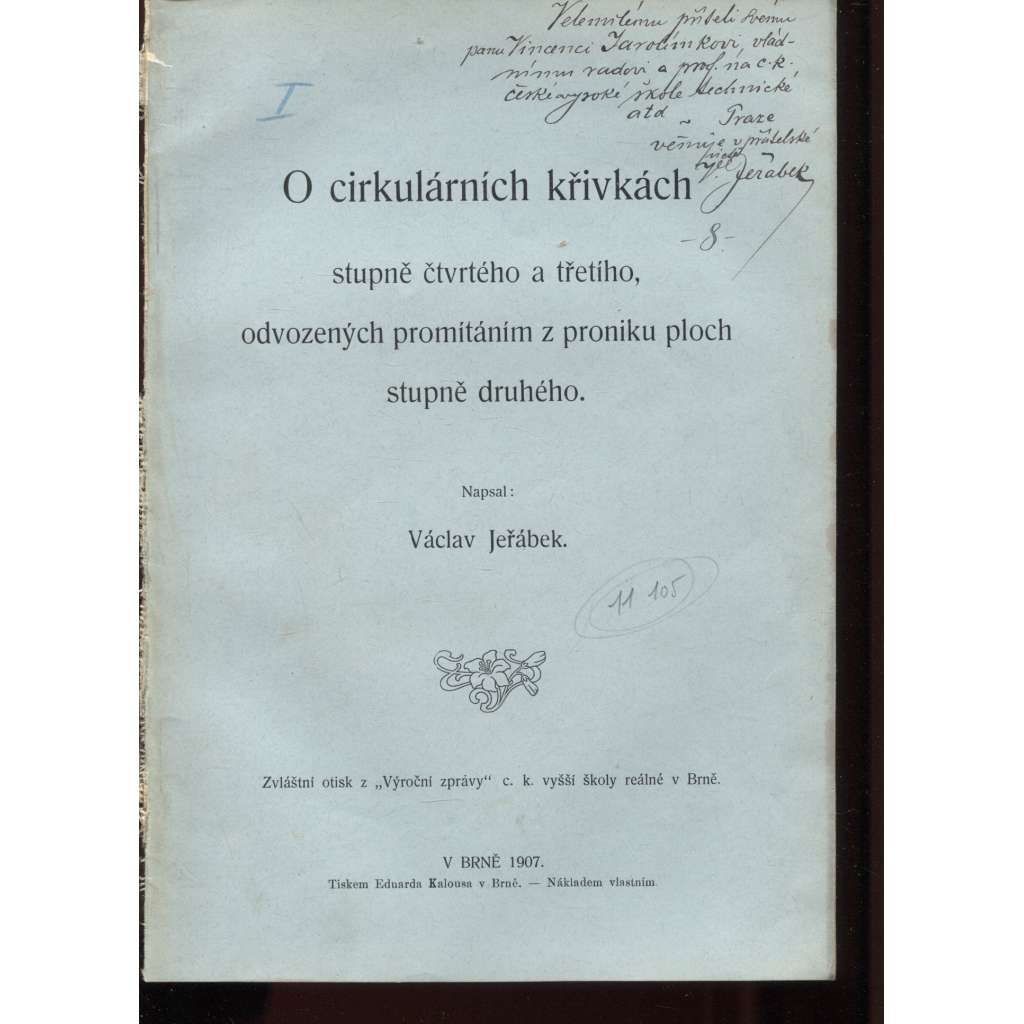 Velemilému příteli svému
panu Vincenci Jarolímkovi, vlád-
nímu radovi a prof. na c. k.
české vysoké škole technické
atd v Praze
věnuje v přátelské
úctě
V. Jeřábek
I
O cirkulárních křivkách
- 8 -
stupně čtvrtého a třetího,
odvozených promítáním z proniku ploch
stupně druhého.
Napsal:
Václav Jeřábek.
11 105
Zvláštní otisk z „Výroční zprávy“ c. k. vyšší školy reálné v Brně.
V BRNĚ 1907.
Tiskem Eduarda Kalousa v Brně. — Nákladem vlastním.